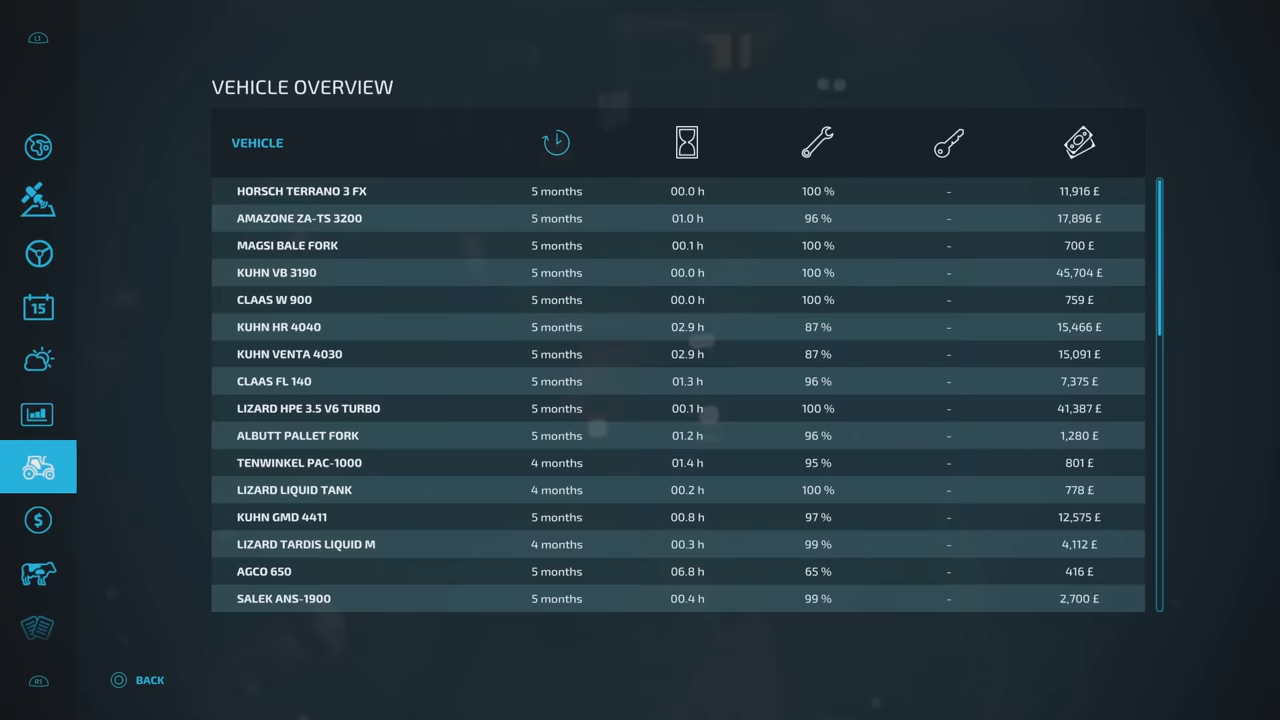 L1
VEHICLE OVERVIEW
VEHICLE
HORSCH TERRANO 3 FX 5 months 00.0 h 100 % - 11,916 £
AMAZONE ZA-TS 3200 5 months 01.0 h 96 % - 17,896 £
MAGSI BALE FORK 5 months 00.1 h 100 % - 700 £
KUHN VB 3190 5 months 00.0 h 100 % - 45,704 £
CLAAS W 900 5 months 00.0 h 100 % - 759 £
KUHN HR 4040 5 months 02.9 h 87 % - 15,466 £
KUHN VENTA 4030 5 months 02.9 h 87 % - 15,091 £
CLAAS FL 140 5 months 01.3 h 96 % - 7,375 £
LIZARD HPE 3.5 V6 TURBO 5 months 00.1 h 100 % - 41,387 £
ALBUTT PALLET FORK 5 months 01.2 h 96 % - 1,280 £
TENWINKEL PAC-1000 4 months 01.4 h 95 % - 801 £
LIZARD LIQUID TANK 4 months 00.2 h 100 % - 778 £
KUHN GMD 4411 5 months 00.8 h 97 % - 12,575 £
LIZARD TARDIS LIQUID M 4 months 00.3 h 99 % - 4,112 £
AGCO 650 5 months 06.8 h 65 % - 416 £
SALEK ANS-1900 5 months 00.4 h 99 % - 2,700 £
15
$
R1
BACK